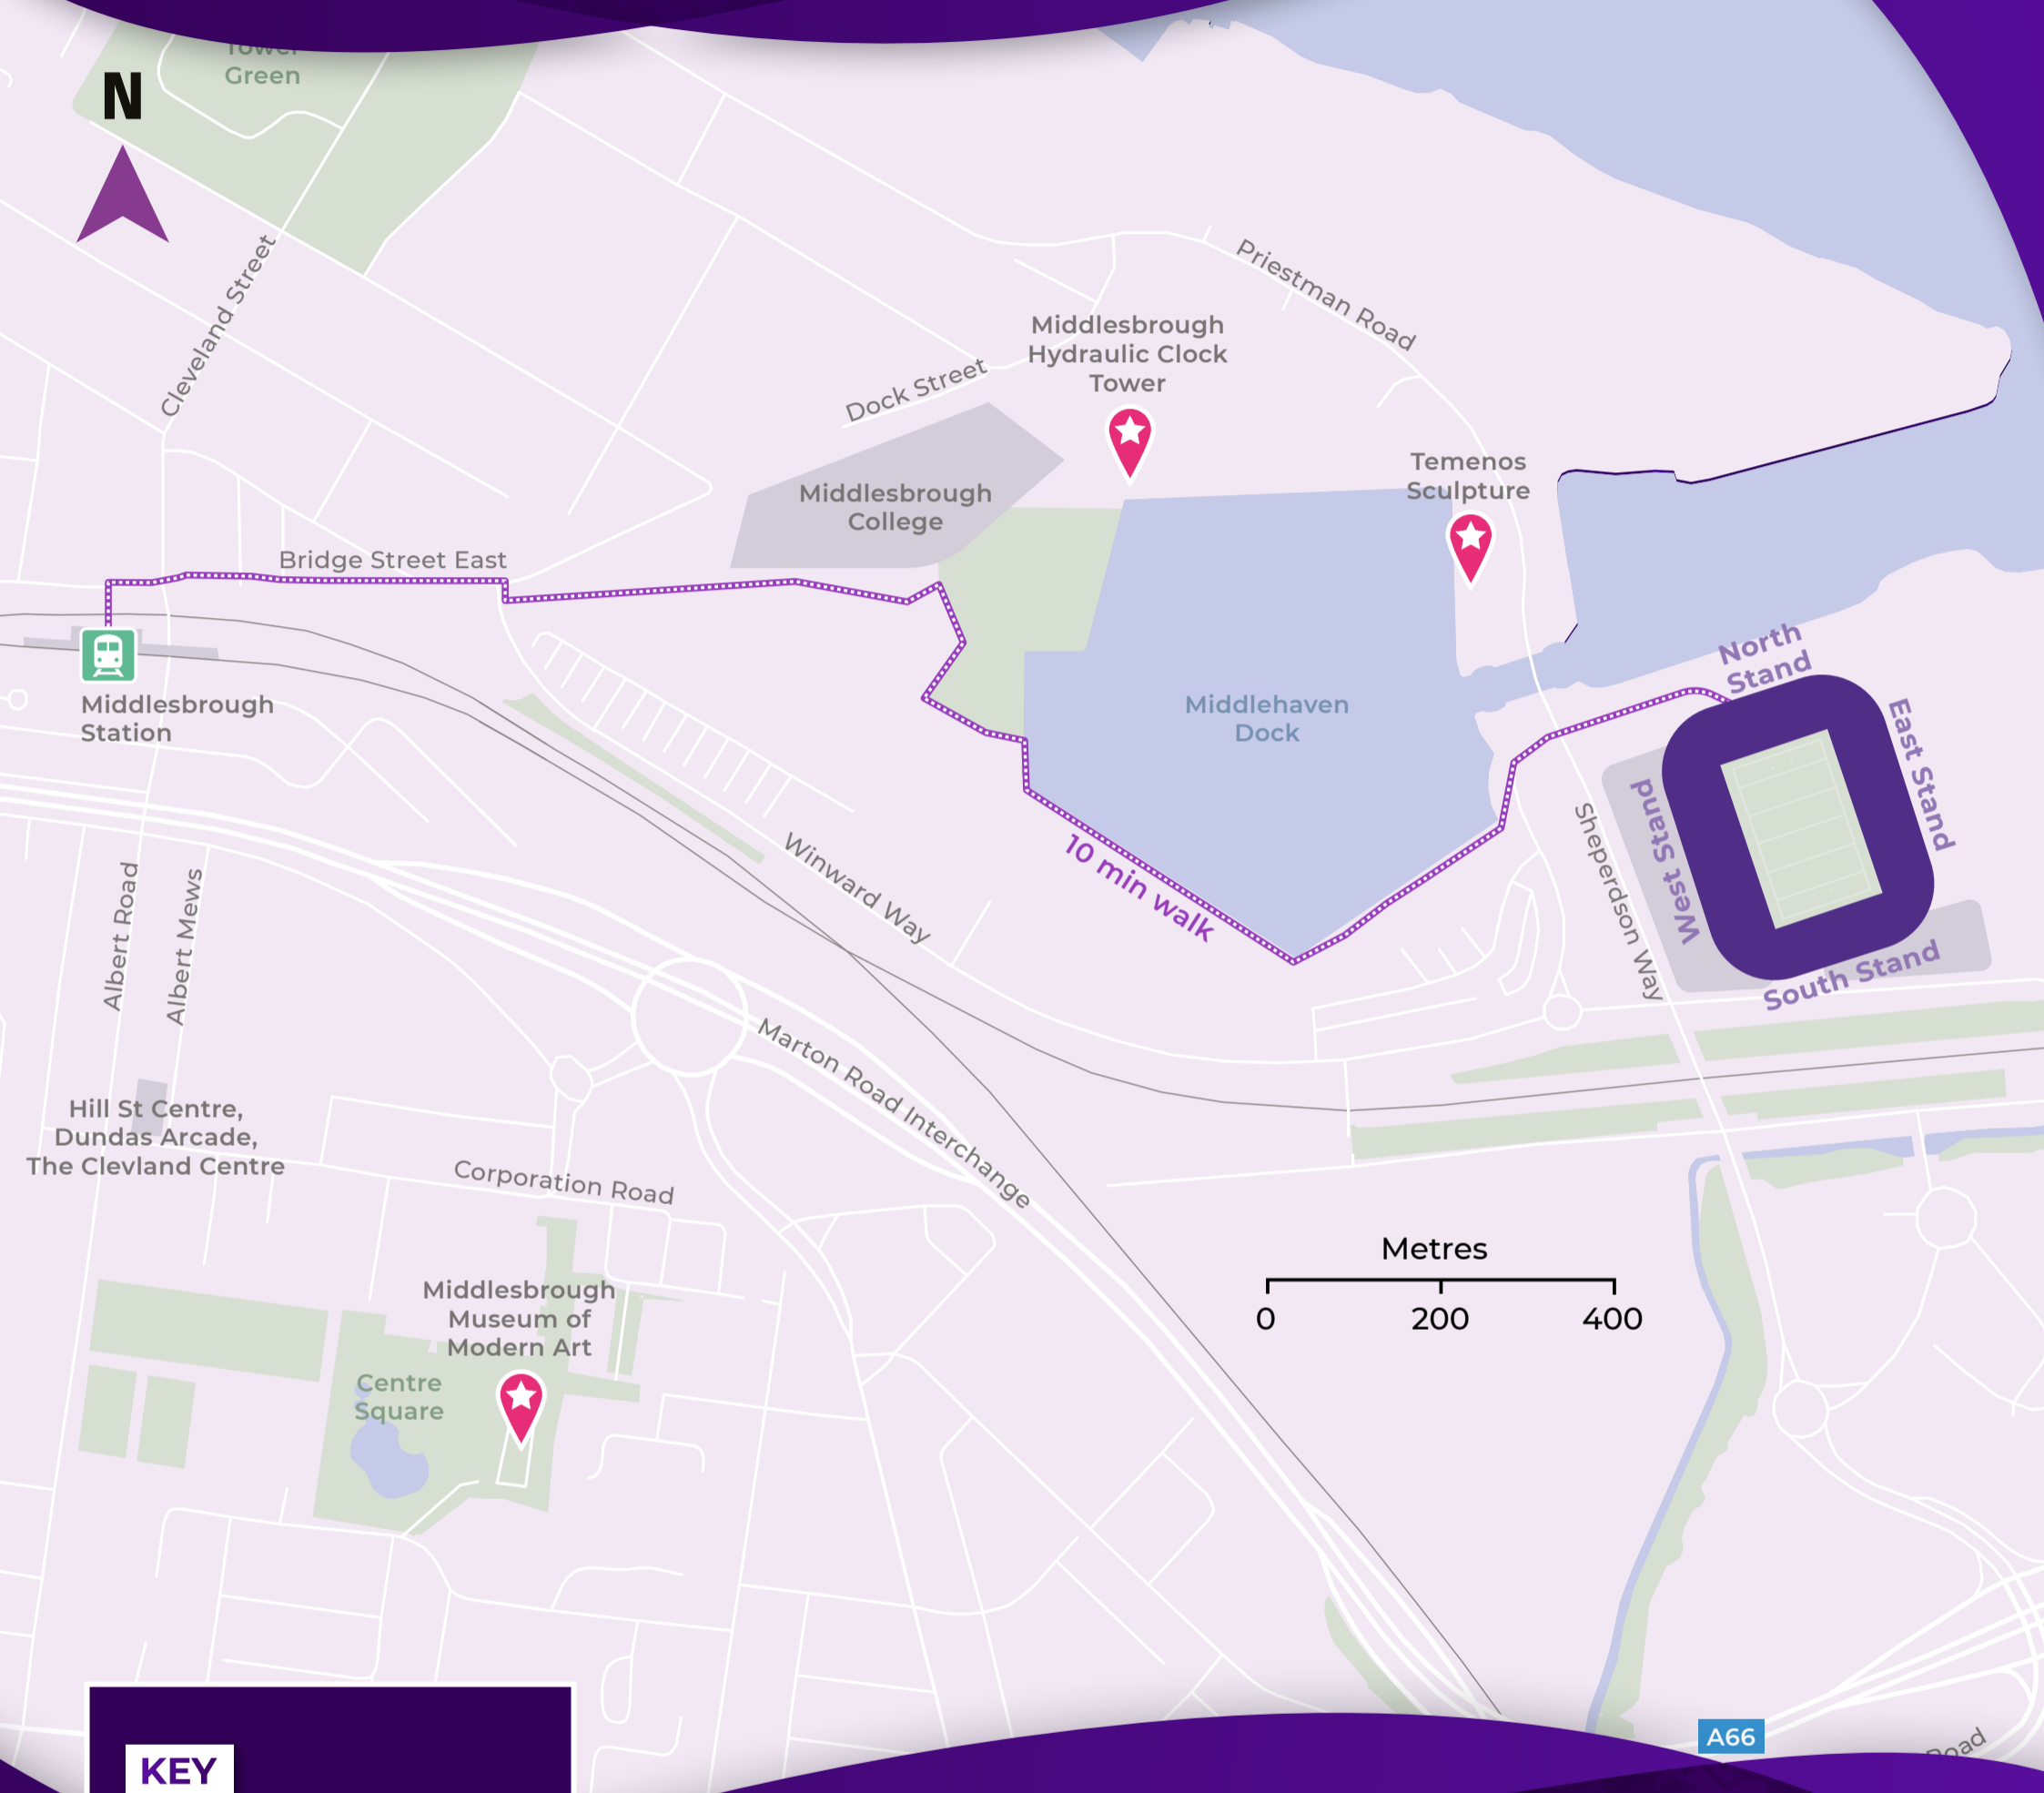 Tower
Green
N
Cleveland Street
Priestman Road
Middlesbrough
Hydraulic Clock
Tower
Dock Street
Temenos
Sculpture
Middlesbrough
College
Bridge Street East
North
Stand
Middlesbrough
Station
Middlehaven
Dock
East Stand
West Stand
Sheperdson Way
10 min walk
Winward Way
Albert Road
Albert Mews
South Stand
Marton Road Interchange
Hill St Centre,
Dundas Arcade,
The Clevland Centre
Corporation Road
Metres
0 200 400
Middlesbrough
Museum of
Modern Art
Centre
Square
A66
Road
KEY